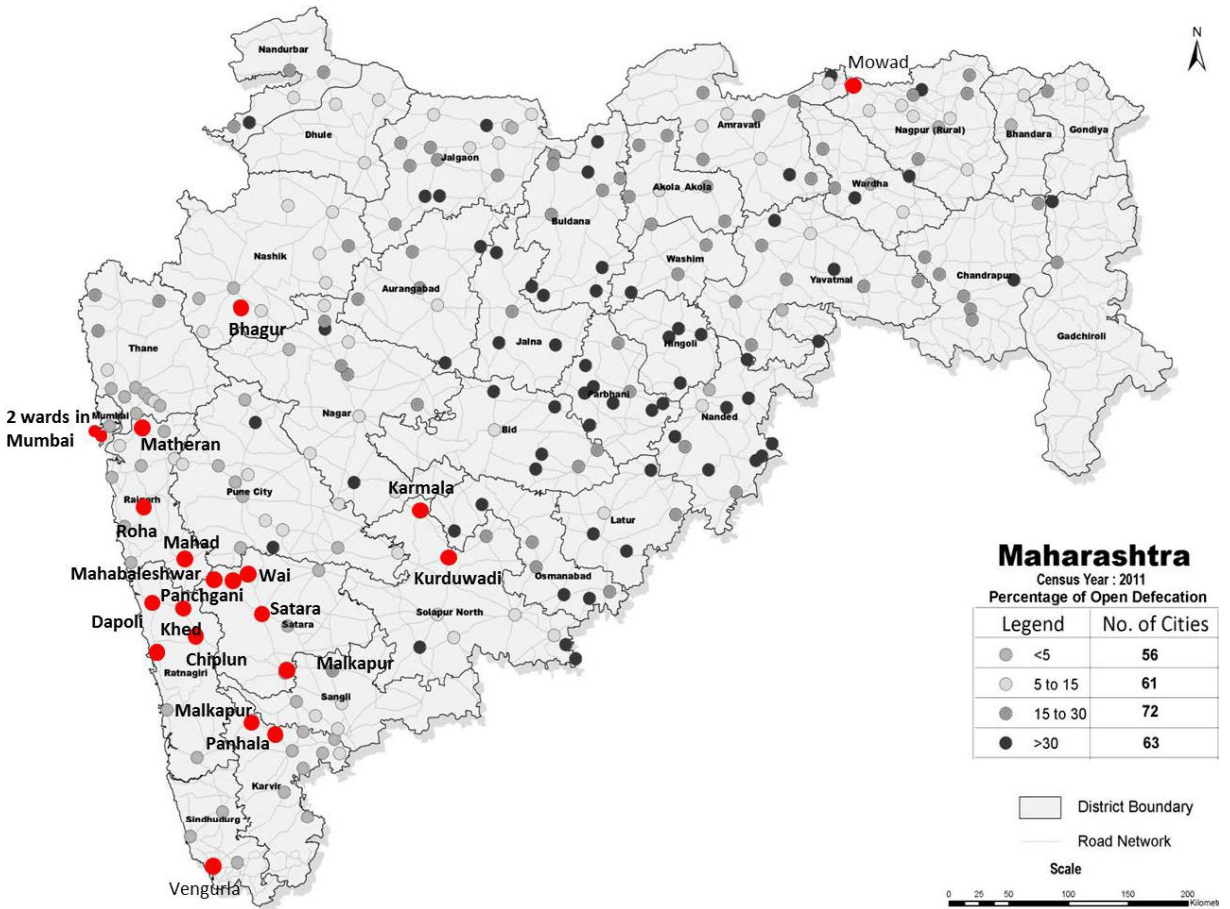 Nandurbar
N
Mowad
Dhule
Jalgaon
Amravati
Nagpur (Rural)
Bhandara
Gondiya
Akola_Akola
Wardha
Buldana
Nashik
Washim
Aurangabad
Yavatmal
Chandrapur
Bhagur
Thane
Jalna
Hingoli
Gadchiroli
Parbhani
2 wards in
Mumbai
Mumbai
Nagar
Bid
Nanded
Matheran
Pune City
Karmala
Raigarh
Latur
Roha
Mahad
Mahabaleshwar
Wai
Kurduwadi
Osmanabad
Panchgani
Dapoli
Satara
Solapur North
Khed
Satara
Chiplun
Malkapur
Ratnagiri
Sangli
Malkapur
Panhala
Karvir
Sindhudurg
Vengurla
Maharashtra
Census Year : 2011
Percentage of Open Defecation
Legend No. of Cities
<5 56
5 to 15 61
15 to 30 72
>30 63
District Boundary
Road Network
Scale
0 25 50 100 150 200